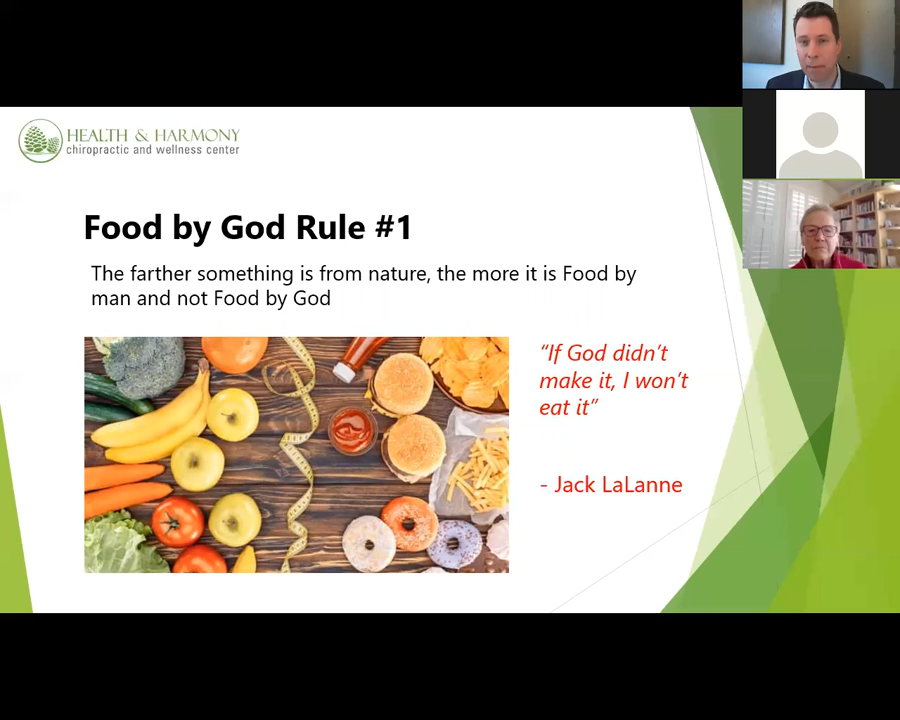 HEALTH & HARMONY
chiropractic and wellness center
Food by God Rule #1
The farther something is from nature, the more it is Food by
man and not Food by God
“If God didn’t
make it, I won’t
eat it”
- Jack LaLanne